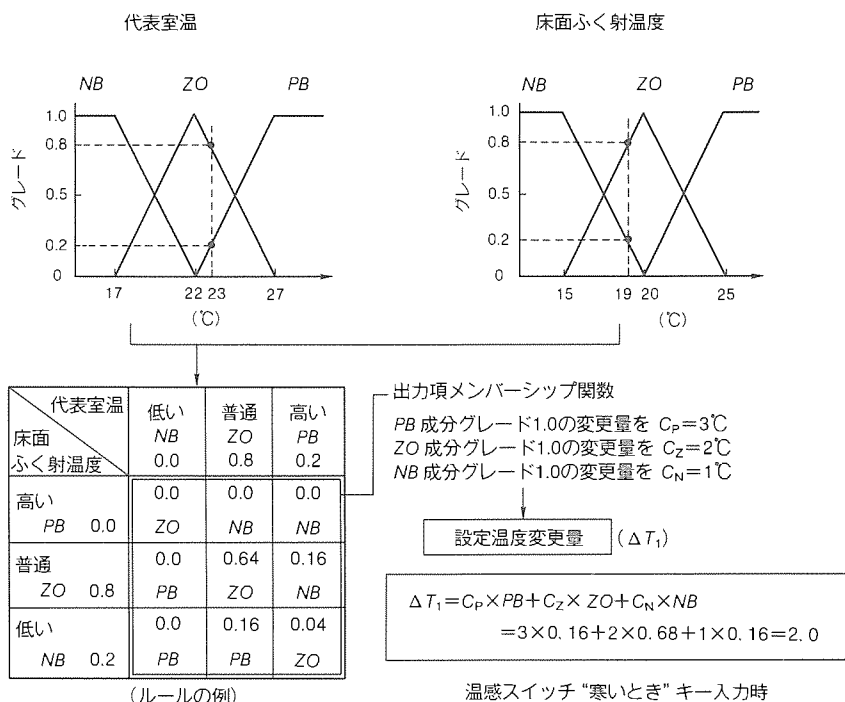 代表室温
床面ふく射温度
NB ZO PB
グレード
1.0
0.8
0.5
0.2
0
17 22 23 27
(℃)
NB ZO PB
グレード
1.0
0.8
0.5
0.2
0
15 19 20 25
(℃)
代表室温
床面
ふく射温度
低い 普通 高い
NB ZO PB
0.0 0.8 0.2
高い
PB 0.0
0.0 0.0 0.0
ZO NB NB
普通
ZO 0.8
0.0 0.64 0.16
PB ZO NB
低い
NB 0.2
0.0 0.16 0.04
PB PB ZO
(ルールの例)
出力項メンバーシップ関数
PB 成分グレード1.0の変更量を CP=3℃
ZO 成分グレード1.0の変更量を CZ=2℃
NB 成分グレード1.0の変更量を CN=1℃
設定温度変更量 (ΔT1)
ΔT1=CP×PB+CZ×ZO+CN×NB
=3×0.16+2×0.68+1×0.16=2.0
温感スイッチ“寒いとき”キー入力時